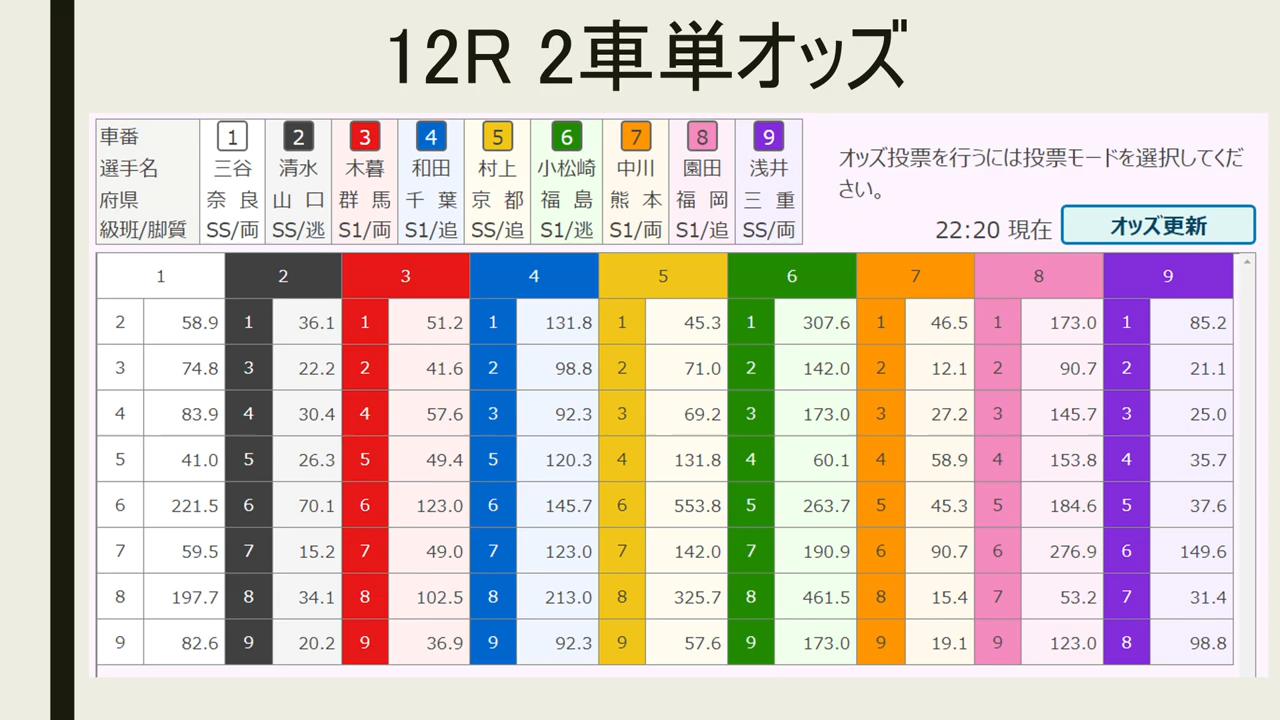 12R 2車単オッズ
車番 1 2 3 4 5 6 7 8 9
選手名 三谷 清水 木暮 和田 村上 小松崎 中川 園田 浅井
府県 奈 良 山 口 群 馬 千 葉 京 都 福 島 熊 本 福 岡 三 重
級班/脚質 SS/両 SS/逃 S1/両 S1/追 SS/追 S1/逃 S1/両 S1/追 SS/両
オッズ投票を行うには投票モードを選択してくだ
さい。
22:20 現在 オッズ更新
1 2 3 4 5 6 7 8 9
2 58.9 1 36.1 1 51.2 1 131.8 1 45.3 1 307.6 1 46.5 1 173.0 1 85.2
3 74.8 3 22.2 2 41.6 2 98.8 2 71.0 2 142.0 2 12.1 2 90.7 2 21.1
4 83.9 4 30.4 4 57.6 3 92.3 3 69.2 3 173.0 3 27.2 3 145.7 3 25.0
5 41.0 5 26.3 5 49.4 5 120.3 4 131.8 4 60.1 4 58.9 4 153.8 4 35.7
6 221.5 6 70.1 6 123.0 6 145.7 6 553.8 5 263.7 5 45.3 5 184.6 5 37.6
7 59.5 7 15.2 7 49.0 7 123.0 7 142.0 7 190.9 6 90.7 6 276.9 6 149.6
8 197.7 8 34.1 8 102.5 8 213.0 8 325.7 8 461.5 8 15.4 7 53.2 7 31.4
9 82.6 9 20.2 9 36.9 9 92.3 9 57.6 9 173.0 9 19.1 9 123.0 8 98.8